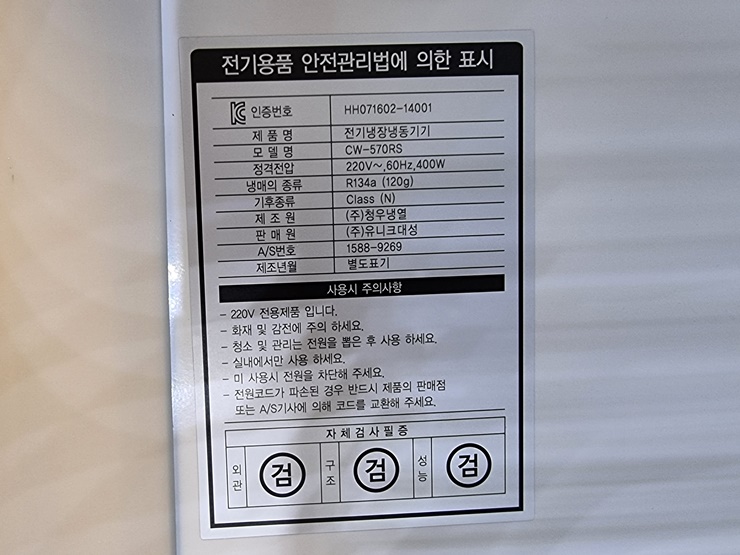 전기용품 안전관리법에 의한 표시
KC 인증번호 HH071602-14001
제 품 명 전기냉장냉동기기
모 델 명 CW-570RS
정격전압 220V~,60Hz,400W
냉매의 종류 R134a (120g)
기후종류 Class (N)
제 조 원 (주)청우냉열
판 매 원 (주)유니크대성
A/S번호 1588-9269
제조년월 별도표기
사용시 주의사항
- 220V 전용제품 입니다.
- 화재 및 감전에 주의 하세요.
- 청소 및 관리는 전원을 뽑은 후 사용 하세요.
- 실내에서만 사용 하세요.
- 미 사용시 전원을 차단해 주세요.
- 전원코드가 파손된 경우 반드시 제품의 판매점
또는 A/S기사에 의해 코드를 교환해 주세요.
자 체 검 사 필 증
외관 검 구조 검 성능 검